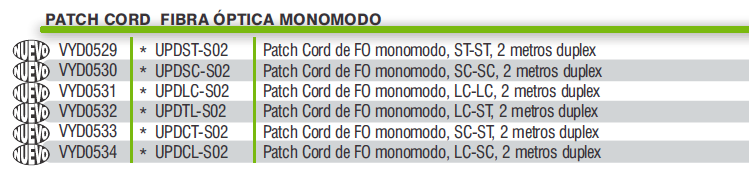 PATCH CORD FIBRA ÓPTICA MONOMODO
NUEVO VYD0529 * UPDST-S02 Patch Cord de FO monomodo, ST-ST, 2 metros duplex
NUEVO VYD0530 * UPDSC-S02 Patch Cord de FO monomodo, SC-SC, 2 metros duplex
NUEVO VYD0531 * UPDLC-S02 Patch Cord de FO monomodo, LC-LC, 2 metros duplex
NUEVO VYD0532 * UPDTL-S02 Patch Cord de FO monomodo, LC-ST, 2 metros duplex
NUEVO VYD0533 * UPDCT-S02 Patch Cord de FO monomodo, SC-ST, 2 metros duplex
NUEVO VYD0534 * UPDCL-S02 Patch Cord de FO monomodo, LC-SC, 2 metros duplex